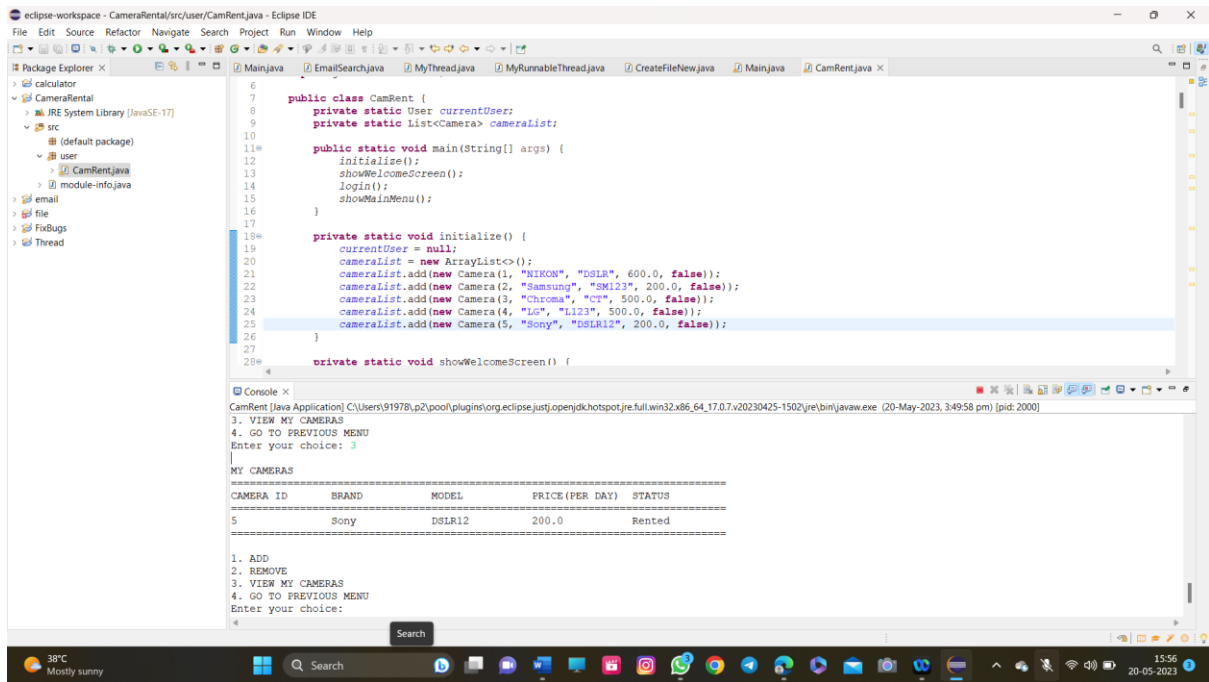 eclipse-workspace - CameraRental/src/user/CamRent.java - Eclipse IDE
File Edit Source Refactor Navigate Search Project Run Window Help
Package Explorer
Main.java EmailSearch.java MyThread.java MyRunnableThread.java CreateFileNew.java Main.java CamRent.java
calculator
CameraRental
JRE System Library [JavaSE-17]
src
(default package)
user
CamRent.java
module-info.java
email
file
FixBugs
Thread
6
7 public class CamRent {
8 private static User currentUser;
9 private static List<Camera> cameraList;
10
11 public static void main(String[] args) {
12 initialize();
13 showWelcomeScreen();
14 login();
15 showMainMenu();
16 }
17
18 private static void initialize() {
19 currentUser = null;
20 cameraList = new ArrayList<>();
21 cameraList.add(new Camera(1, "NIKON", "DSLR", 600.0, false));
22 cameraList.add(new Camera(2, "Samsung", "SM123", 200.0, false));
23 cameraList.add(new Camera(3, "Chroma", "CT", 500.0, false));
24 cameraList.add(new Camera(4, "LG", "L123", 500.0, false));
25 cameraList.add(new Camera(5, "Sony", "DSLR12", 200.0, false));
26 }
27
28 private static void showWelcomeScreen() {
Console
CamRent [Java Application] C:\Users\91978\.p2\pool\plugins\org.eclipse.justj.openjdk.hotspot.jre.full.win32.x86_64_17.0.7.v20230425-1502\jre\bin\javaw.exe (20-May-2023, 3:49:58 pm) [pid: 2000]
3. VIEW MY CAMERAS
4. GO TO PREVIOUS MENU
Enter your choice: 3
MY CAMERAS
CAMERA ID BRAND MODEL PRICE(PER DAY) STATUS
5 Sony DSLR12 200.0 Rented
1. ADD
2. REMOVE
3. VIEW MY CAMERAS
4. GO TO PREVIOUS MENU
Enter your choice:
Search
38°C
Mostly sunny
Search
3
15:56
20-05-2023
3